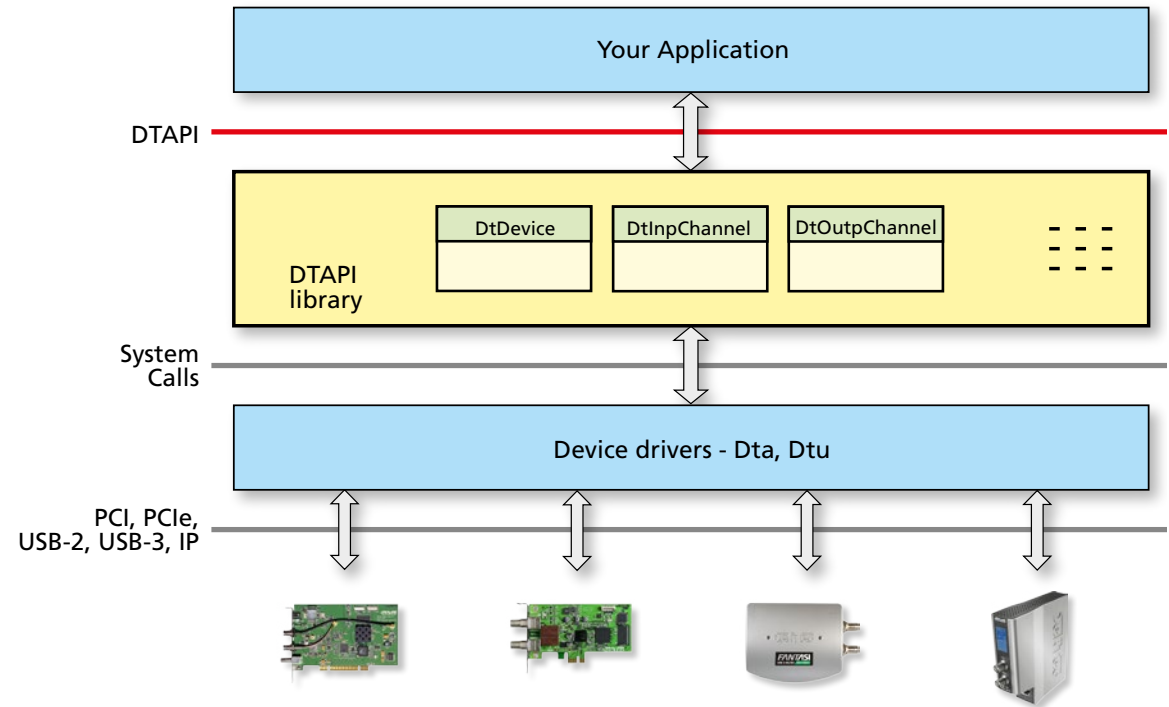 Your Application
DTAPI
DtDevice
DtInpChannel
DtOutpChannel
DTAPI
library
System
Calls
Device drivers - Dta, Dtu
PCI, PCIe,
USB-2, USB-3, IP
FANTASI